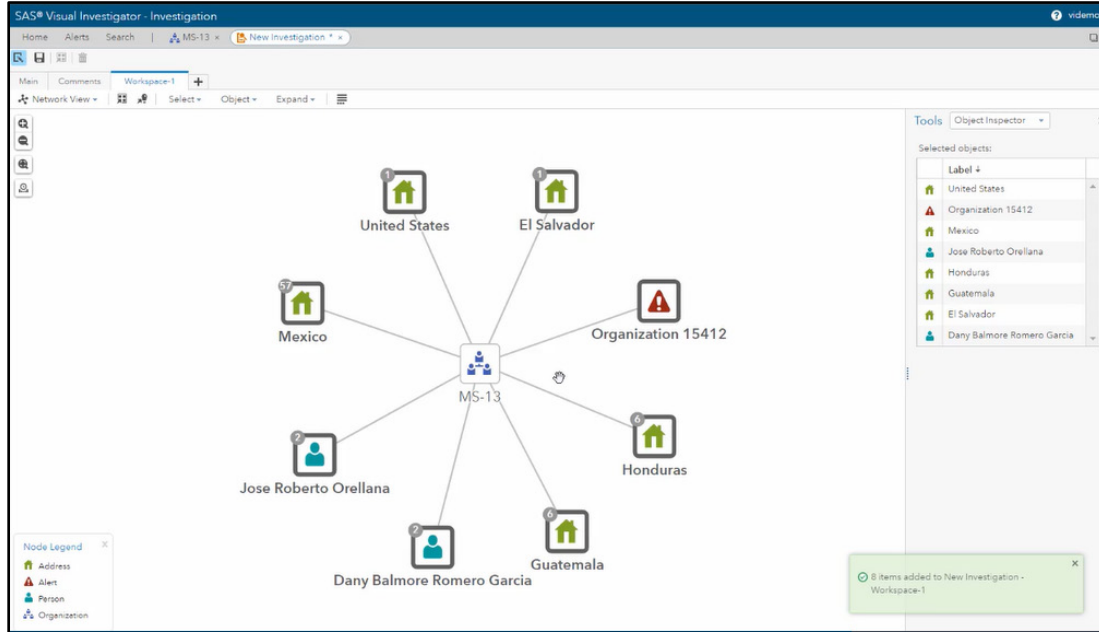 SAS® Visual Investigator - Investigation
videmo
Home Alerts Search | MS-13 × New Investigation * ×
Main Comments Workspace-1 +
Network View Select Object Expand
Tools Object Inspector
Selected objects:
Label ↓
United States
Organization 15412
Mexico
Jose Roberto Orellana
Honduras
Guatemala
El Salvador
Dany Balmore Romero Garcia
1
United States
1
El Salvador
57
Mexico
Organization 15412
MS-13
6
Honduras
2
Jose Roberto Orellana
2
Dany Balmore Romero Garcia
6
Guatemala
Node Legend ×
Address
Alert
Person
Organization
8 items added to New Investigation -
Workspace-1
×